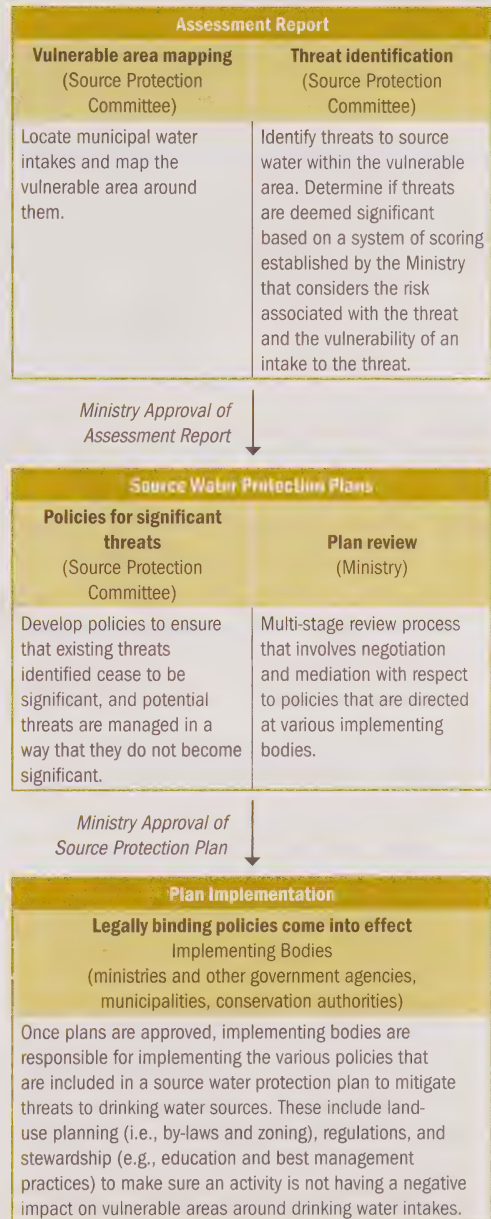 Assessment Report
Vulnerable area mapping
(Source Protection
Committee)
Locate municipal water
intakes and map the
vulnerable area around
them.
Threat identification
(Source Protection
Committee)
Identify threats to source
water within the vulnerable
area. Determine if threats
are deemed significant
based on a system of scoring
established by the Ministry
that considers the risk
associated with the threat
and the vulnerability of an
intake to the threat.
Ministry Approval of
Assessment Report
Source Water Protection Plans
Policies for significant
threats
(Source Protection
Committee)
Develop policies to ensure
that existing threats
identified cease to be
significant, and potential
threats are managed in a
way that they do not become
significant.
Plan review
(Ministry)
Multi-stage review process
that involves negotiation
and mediation with respect
to policies that are directed
at various implementing
bodies.
Ministry Approval of
Source Protection Plan
Plan Implementation
Legally binding policies come into effect
Implementing Bodies
(ministries and other government agencies,
municipalities, conservation authorities)
Once plans are approved, implementing bodies are
responsible for implementing the various policies that
are included in a source water protection plan to mitigate
threats to drinking water sources. These include land-
use planning (i.e., by-laws and zoning), regulations, and
stewardship (e.g., education and best management
practices) to make sure an activity is not having a negative
impact on vulnerable areas around drinking water intakes.